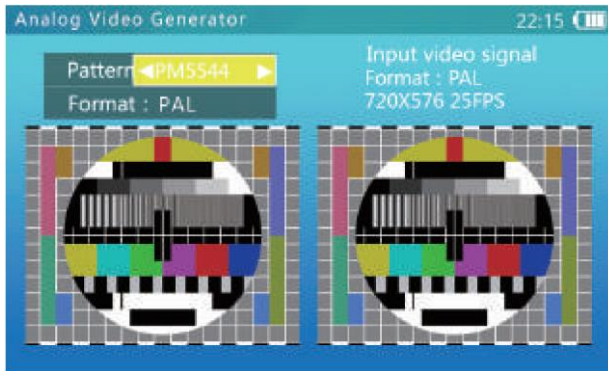 Analog Video Generator
22:15
Pattern ◀PM5544 ▶
Format : PAL
Input video signal
Format : PAL
720X576 25FPS